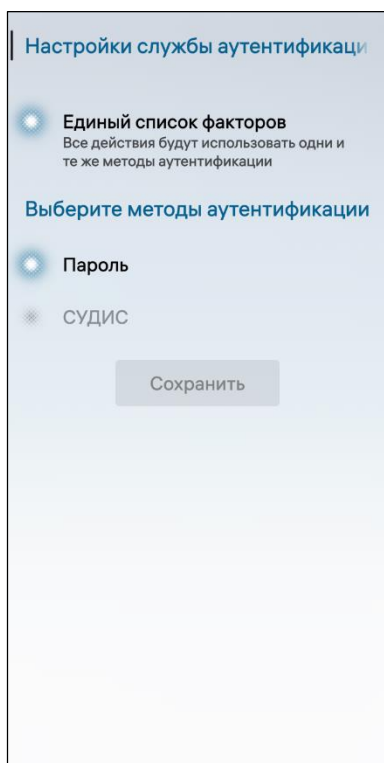 Настройки службы аутентификаци
Единый список факторов
Все действия будут использовать одни и
те же методы аутентификации
Выберите методы аутентификации
Пароль
СУДИС
Сохранить